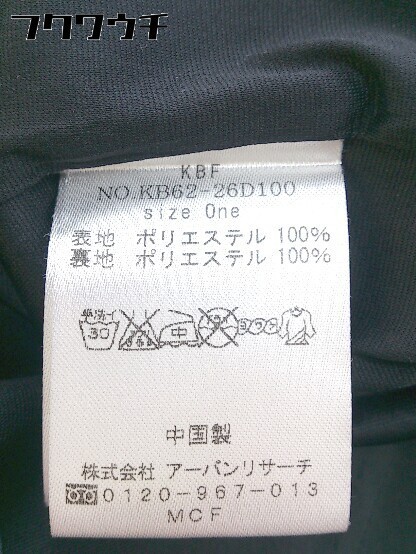 フクワウチ
KBF
NO.KB62-26D100
size One
表地 ポリエステル 100%
裏地 ポリエステル 100%
30 中
中国製
株式会社 アーバンリサーチ
0120-967-013
MCF